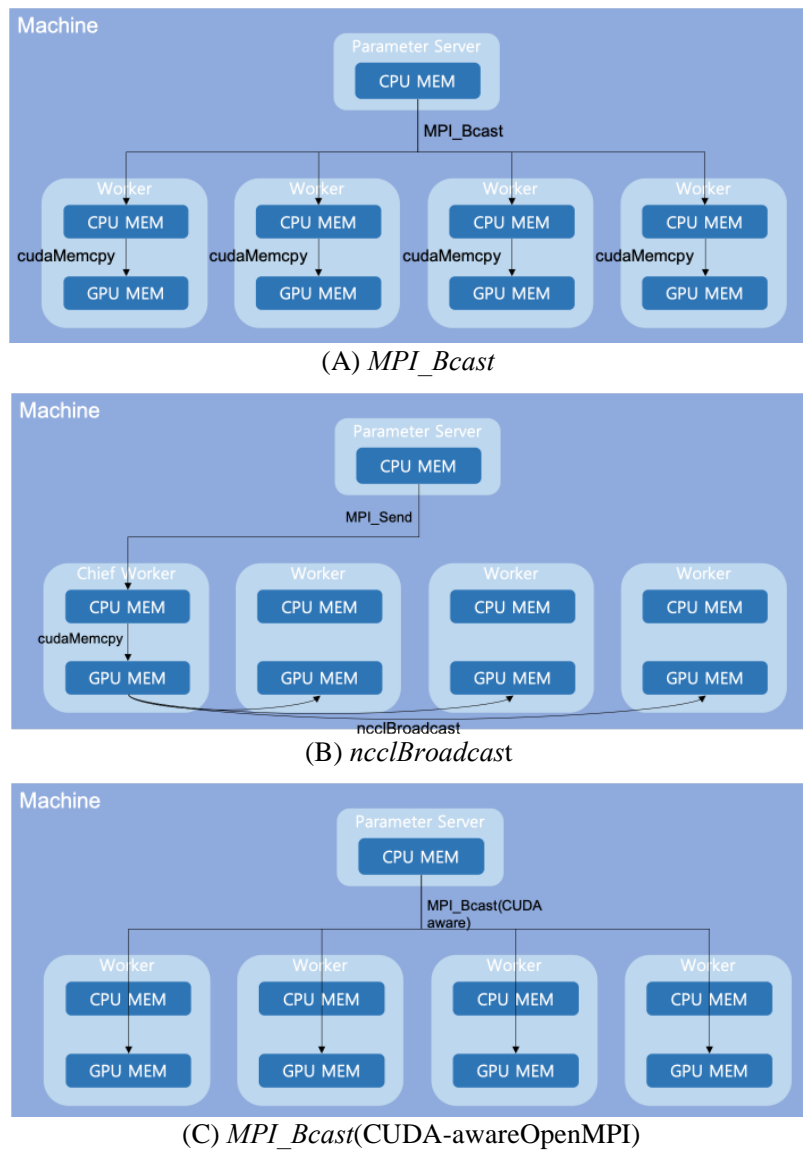 Machine
Parameter Server
CPU MEM
MPI_Bcast
Worker Worker Worker Worker
CPU MEM CPU MEM CPU MEM CPU MEM
cudaMemcpy cudaMemcpy cudaMemcpy cudaMemcpy
GPU MEM GPU MEM GPU MEM GPU MEM
(A) MPI_Bcast
Machine
Parameter Server
CPU MEM
MPI_Send
Chief Worker Worker Worker Worker
CPU MEM CPU MEM CPU MEM CPU MEM
cudaMemcpy
GPU MEM GPU MEM GPU MEM GPU MEM
ncclBroadcast
(B) ncclBroadcast
Machine
Parameter Server
CPU MEM
MPI_Bcast(CUDA
aware)
Worker Worker Worker Worker
CPU MEM CPU MEM CPU MEM CPU MEM
GPU MEM GPU MEM GPU MEM GPU MEM
(C) MPI_Bcast(CUDA-awareOpenMPI)